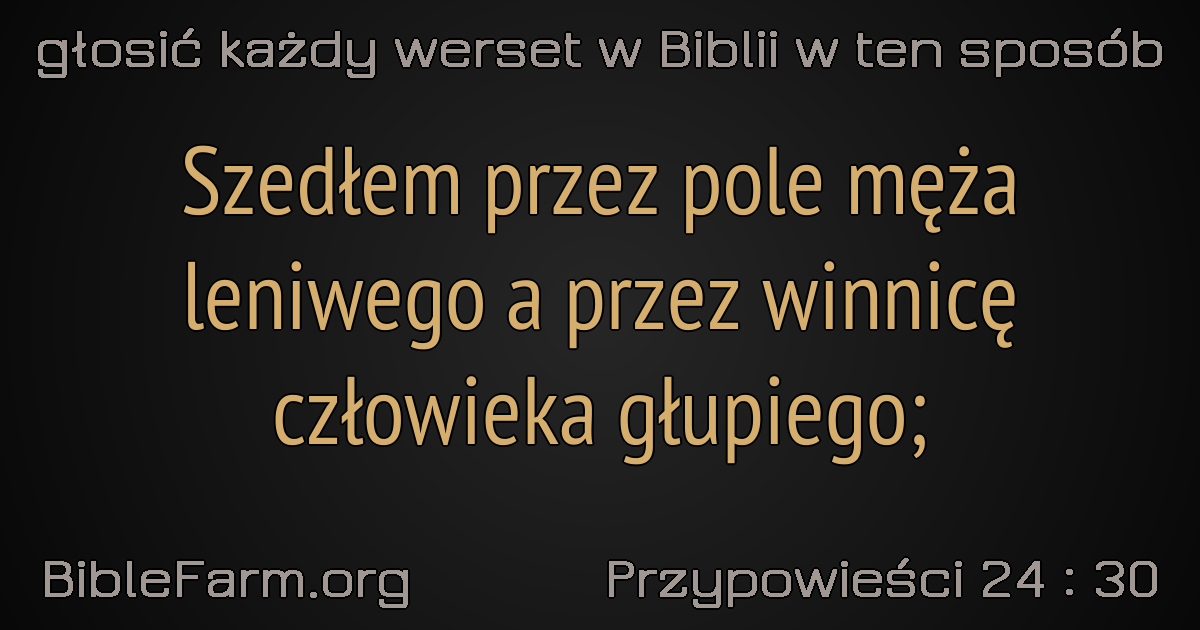 głosić każdy werset w Biblii w ten sposób
Szedłem przez pole męża
leniwego a przez winnicę
człowieka głupiego;
BibleFarm.org
Przypowieści 24 : 30